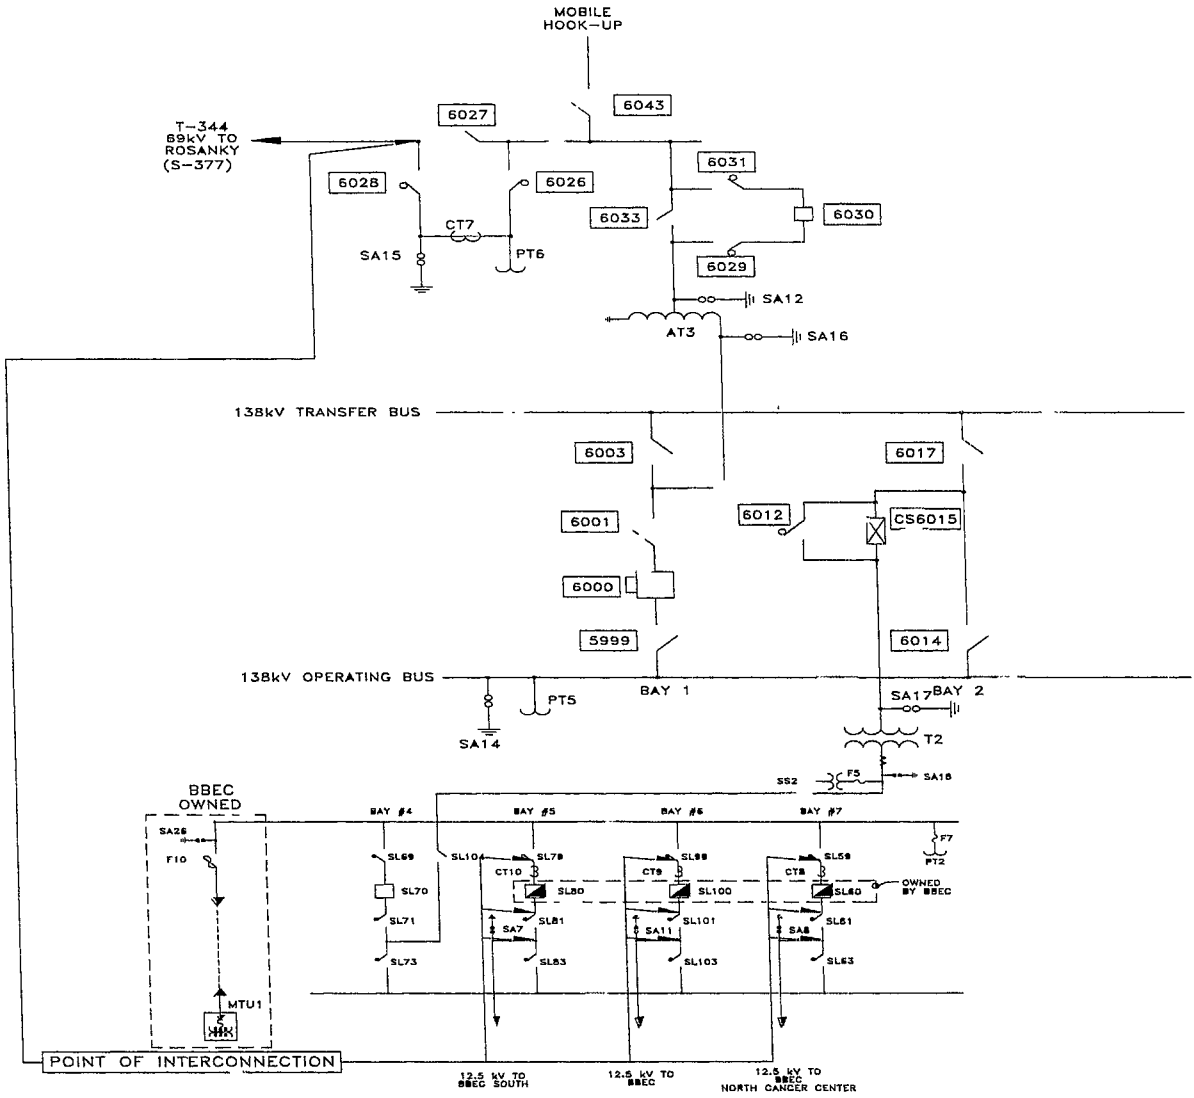 MOBILE
HOOK-UP
6043
6027
T-344
69kV TO
ROSANKY
(S-377)
6031
6028
6026
6033
6030
CT7
SA15
PT6
6029
SA12
AT3
SA16
138kV TRANSFER BUS
6003
6017
6012
CS6015
6001
6000
5999
6014
138kV OPERATING BUS
BAY 1
SA17
BAY 2
PT5
SA14
T2
SS2
F5
SA18
BBEC
OWNED
BAY #4
BAY #5
BAY #6
BAY #7
SA26
F10
F7
PT2
SL69
SL104
SL79
SL99
SL59
CT10
CT9
CT8
SL70
SL80
SL100
SL60
OWNED
BY BBEC
SL71
SL81
SL101
SL61
SA7
SA11
SA8
SL73
SL83
SL103
SL63
MTU1
POINT OF INTERCONNECTION
12.5 kV TO
BBEC SOUTH
12.5 kV TO
BBEC
12.5 kV TO
BBEC
NORTH CANCER CENTER